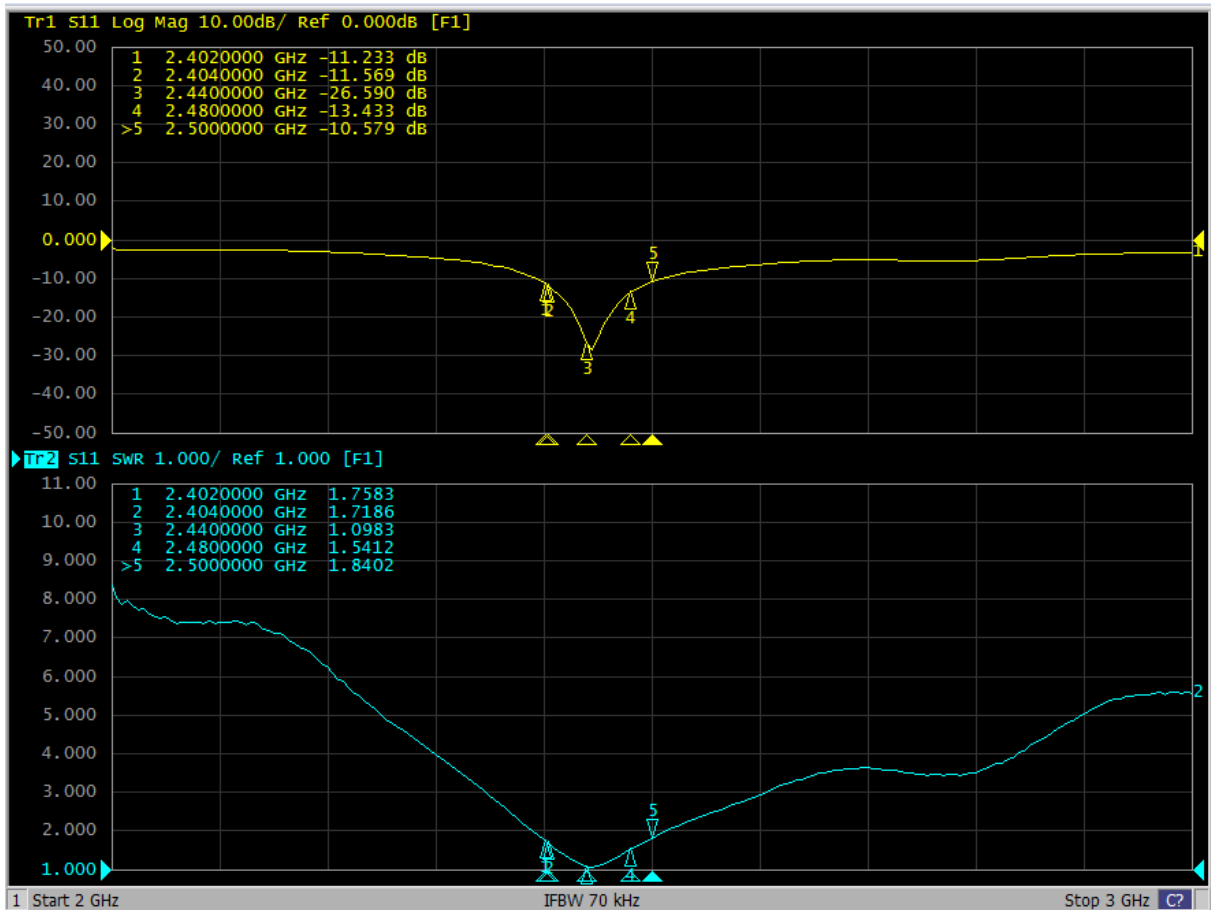 Tr1 S11 Log Mag 10.00dB/ Ref 0.000dB [F1]
50.00
1 2.4020000 GHz -11.233 dB
2 2.4040000 GHz -11.569 dB
40.00
3 2.4400000 GHz -26.590 dB
4 2.4800000 GHz -13.433 dB
30.00
>5 2.5000000 GHz -10.579 dB
20.00
10.00
0.000
5
1
-10.00
1
2
4
-20.00
-30.00
3
-40.00
-50.00
Tr2 S11 SWR 1.000/ Ref 1.000 [F1]
11.00
1 2.4020000 GHz 1.7583
2 2.4040000 GHz 1.7186
10.00
3 2.4400000 GHz 1.0983
4 2.4800000 GHz 1.5412
9.000
>5 2.5000000 GHz 1.8402
8.000
7.000
6.000
2
5.000
4.000
3.000
5
2.000
2
4
1.000
1 Start 2 GHz IFBW 70 kHz Stop 3 GHz C?